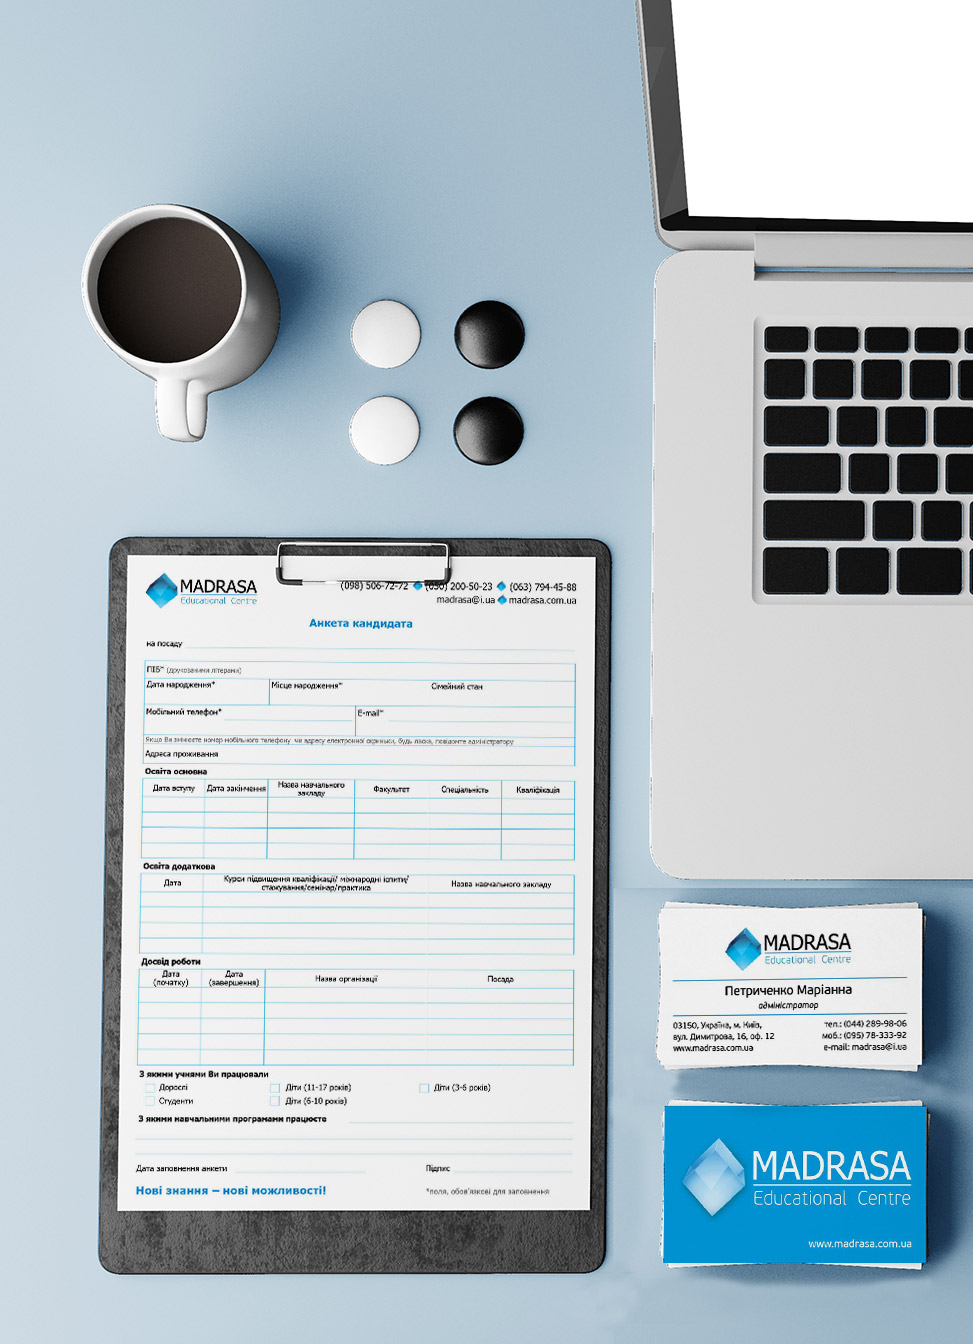 MADRASA
Educational Centre
(098) 506-72-72 (050) 200-50-23 (063) 794-45-88
madrasa@i.ua madrasa.com.ua
Анкета кандидата
на посаду
ПІБ* (друкованими літерами)
Дата народження* Місце народження* Сімейний стан
Мобільний телефон* E-mail*
Якщо Ви змінюєте номер мобільного телефону чи адресу електронної скриньки, будь ласка, повідомте адміністратору
Адреса проживання
Освіта основна
Дата вступу Дата закінчення Назва навчального закладу Факультет Спеціальність Кваліфікація
Освіта додаткова
Дата Курси підвищення кваліфікації/ міжнародні іспити/ стажування/семінар/практика Назва навчального закладу
Досвід роботи
Дата (початку) Дата (завершення) Назва організації Посада
З якими учнями Ви працювали
Дорослі Діти (11-17 років) Діти (3-6 років)
Студенти Діти (6-10 років)
З якими навчальними програмами працюєте
Дата заповнення анкети Підпис
Нові знання – нові можливості! *поля, обов'язкові для заповнення
MADRASA
Educational Centre
Петриченко Маріанна
адміністратор
03150, Україна, м. Київ, тел.: (044) 289-98-06
вул. Димитрова, 16, оф. 12 моб.: (095) 78-333-92
www.madrasa.com.ua e-mail: madrasa@i.ua
MADRASA
Educational Centre
www.madrasa.com.ua